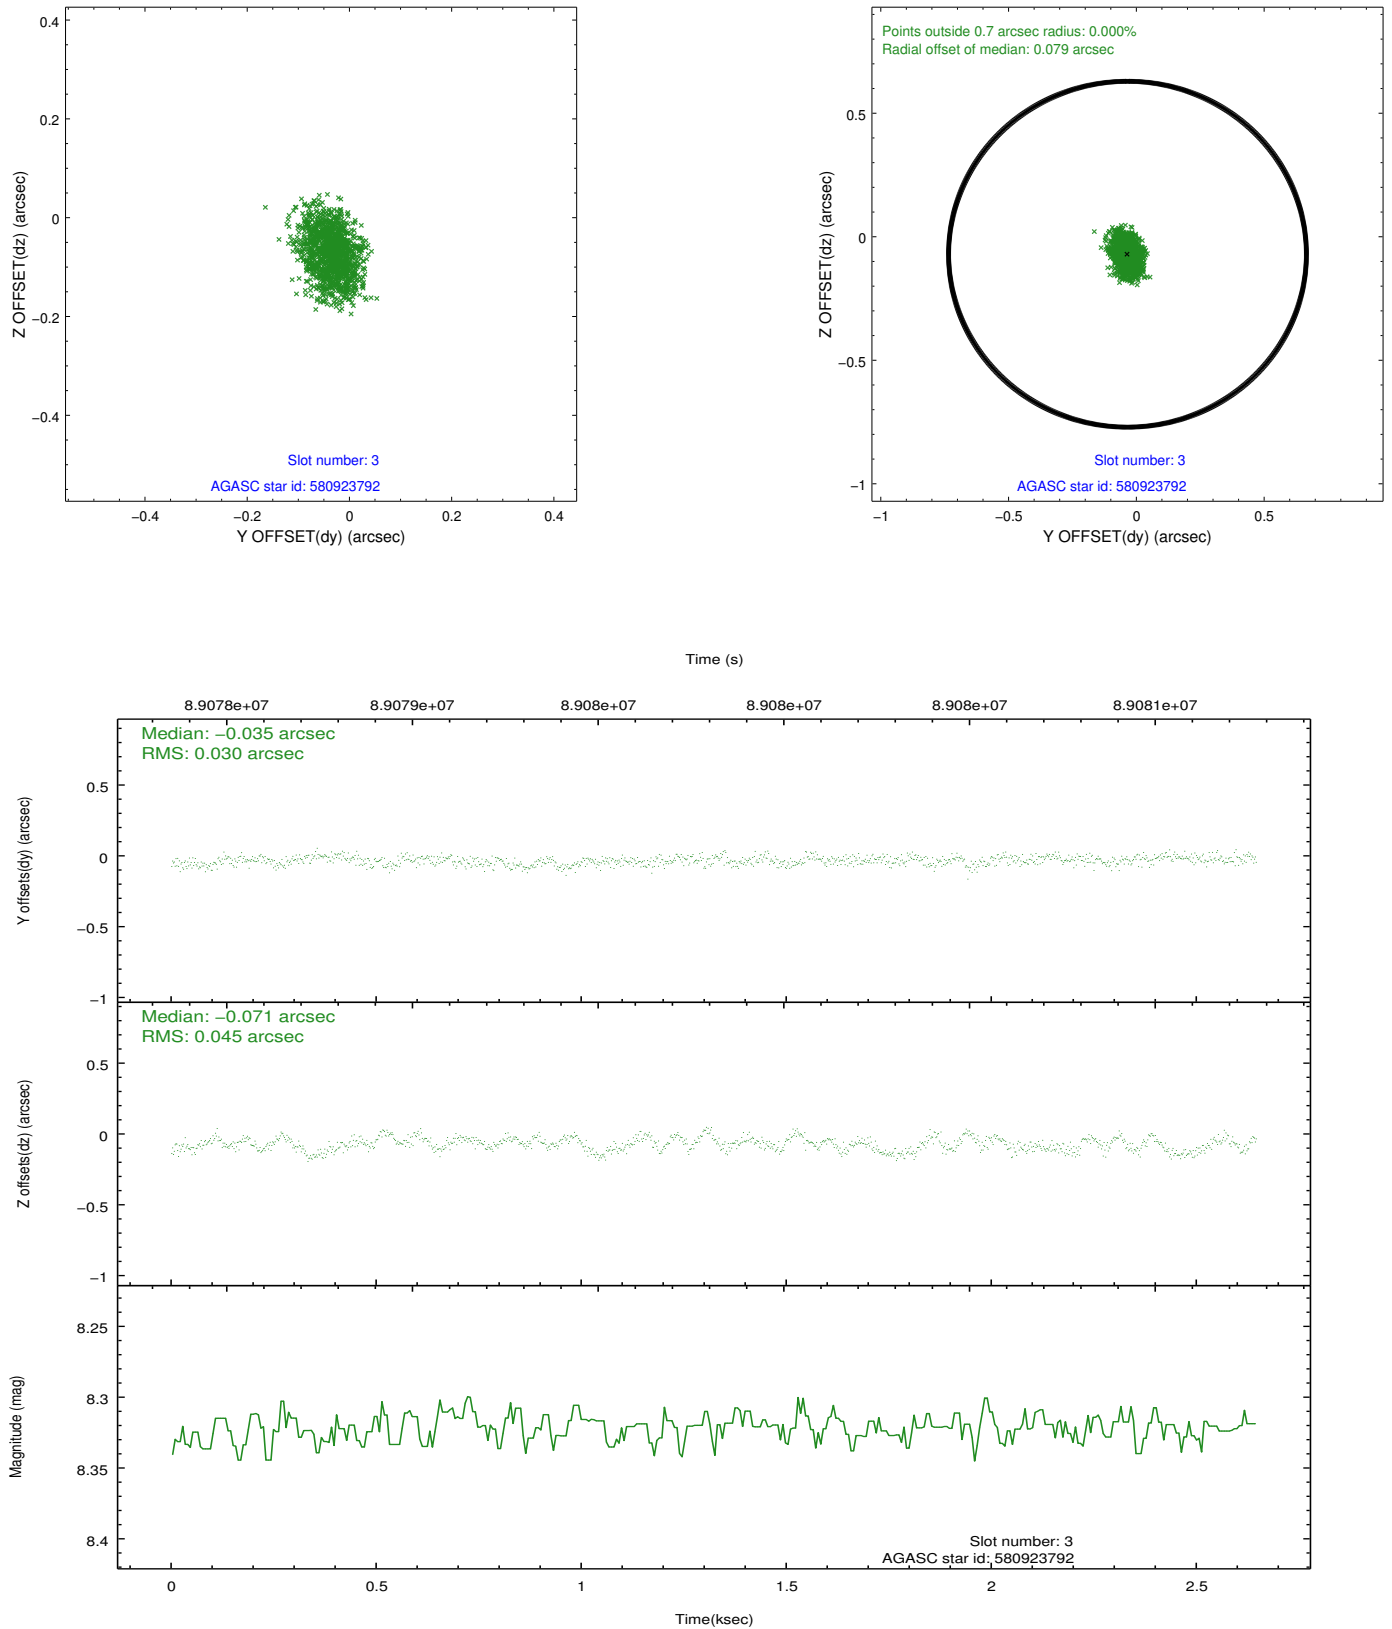 0.4
0.2
0
−0.2
−0.4
Z OFFSET(dz) (arcsec)
Slot number: 3
AGASC star id: 580923792
−0.4 −0.2 0 0.2 0.4
Y OFFSET(dy) (arcsec)
Points outside 0.7 arcsec radius: 0.000%
Radial offset of median: 0.079 arcsec
0.5
0
−0.5
−1
Z OFFSET(dz) (arcsec)
Slot number: 3
AGASC star id: 580923792
−1 −0.5 0 0.5
Y OFFSET(dy) (arcsec)
Time (s)
8.9078e+07 8.9079e+07 8.908e+07 8.908e+07 8.908e+07 8.9081e+07
Median: −0.035 arcsec
RMS: 0.030 arcsec
0.5
0
−0.5
−1
Y offsets(dy) (arcsec)
Median: −0.071 arcsec
RMS: 0.045 arcsec
0.5
0
−0.5
−1
Z offsets(dz) (arcsec)
8.25
8.3
8.35
8.4
Magnitude (mag)
Slot number: 3
AGASC star id: 580923792
0 0.5 1 1.5 2 2.5
Time(ksec)